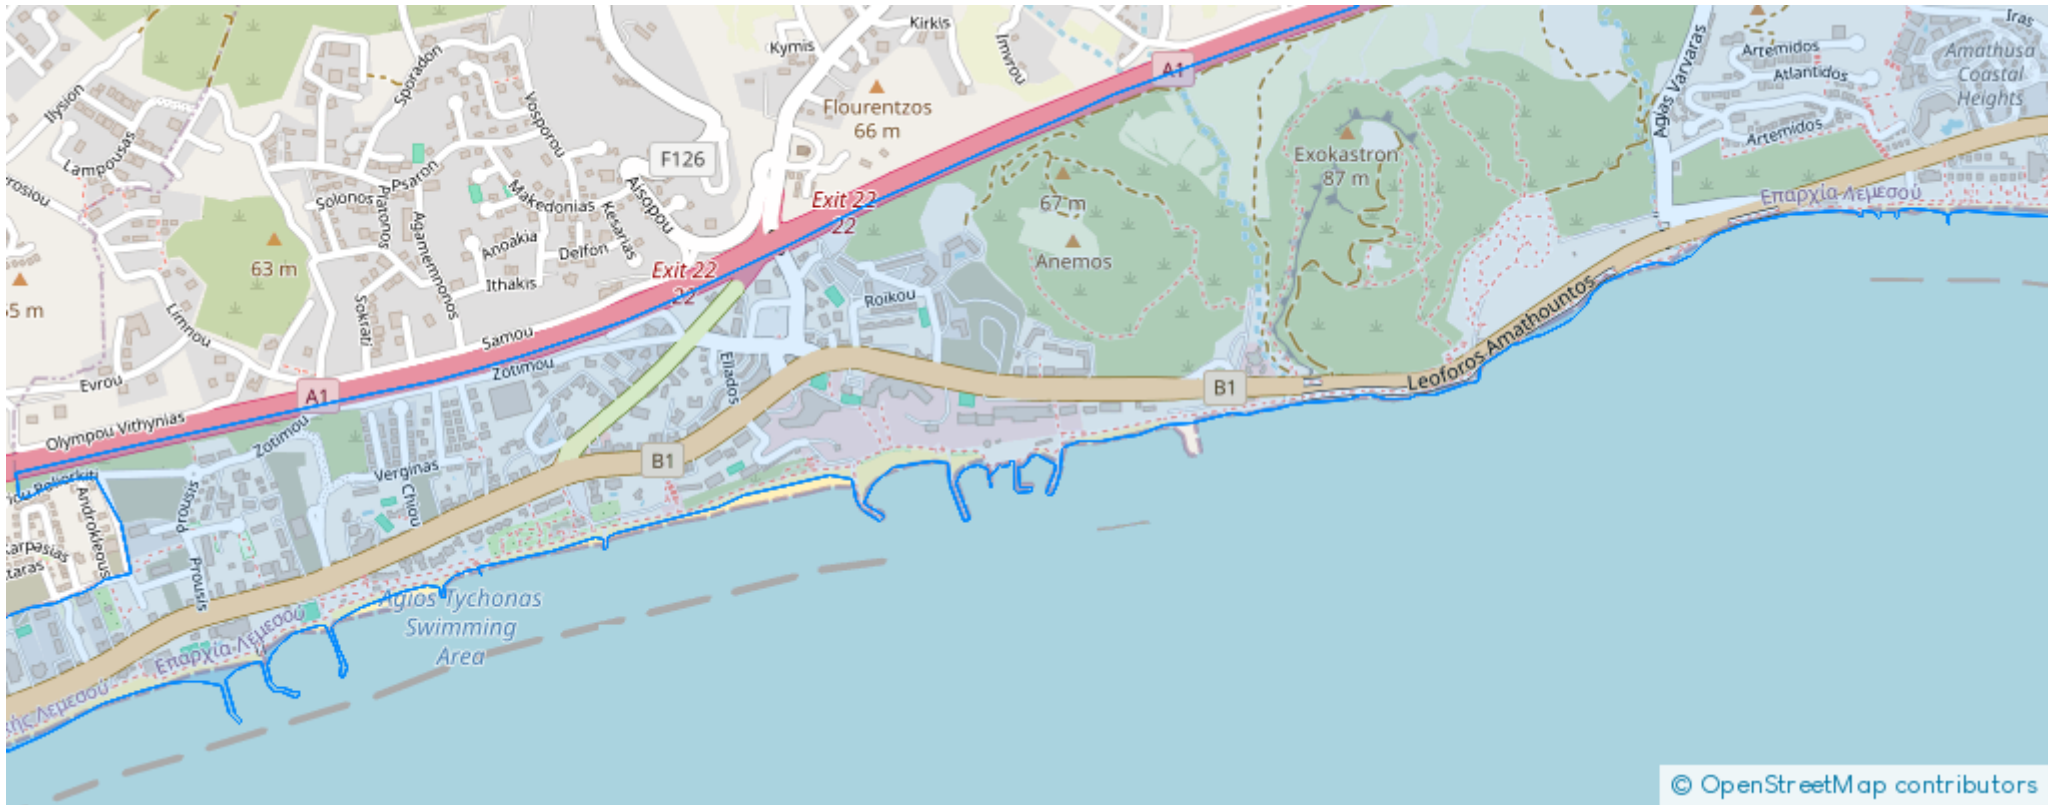 Kirkis
Kymis
Imvrou
Iras
Artemidos
Amathusa
Coastal
Heights
Atlantidos
Agias Varvaras
Artemidos
A1
Sporadon
Ilysion
Vosporou
Flourentzos
66 m
Lampousas
F126
Exokastron
87 m
Psaron
Solonos
Platonos
Makedonias
Aisopou
Kesarias
Exit 22
22
67 m
Επαρχία Λεμεσού
Agamemnonos
Anoakia
Delfon
Ithakis
63 m
Anemos
Exit 22
22
Roikou
Sokrati
Limnou
Samou
Zotimou
Ellados
Leoforos Amathountos
B1
Evrou
A1
Olympou Vithynias
Zotimou
Verginas
Chiou
B1
Androkleous
Prousis
Prousis
Agios Tychonas
Swimming
Area
Επαρχία Λεμεσού
Λεμεσού
© OpenStreetMap contributors